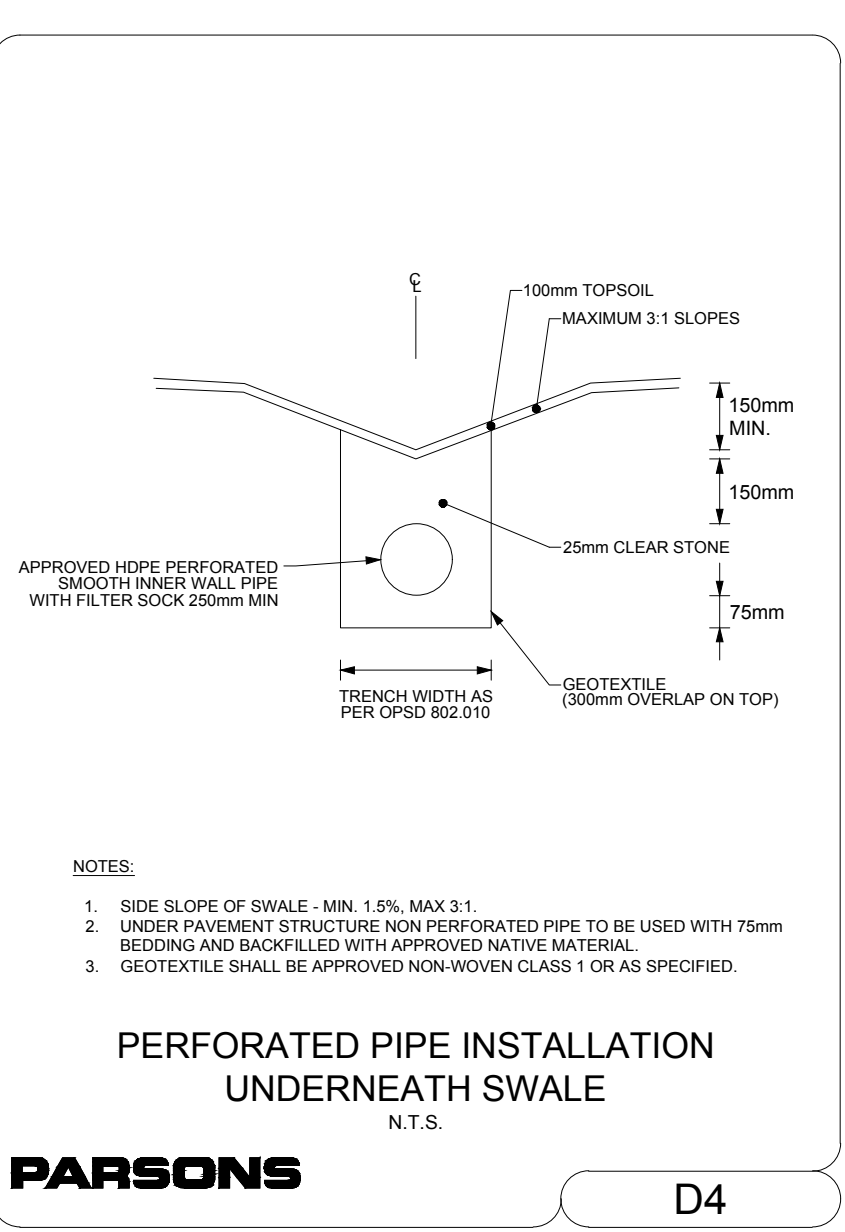 ℄
100mm TOPSOIL
MAXIMUM 3:1 SLOPES
150mm
MIN.
150mm
25mm CLEAR STONE
APPROVED HDPE PERFORATED
SMOOTH INNER WALL PIPE
WITH FILTER SOCK 250mm MIN
75mm
GEOTEXTILE
(300mm OVERLAP ON TOP)
TRENCH WIDTH AS
PER OPSD 802.010
NOTES:
1. SIDE SLOPE OF SWALE - MIN. 1.5%, MAX 3:1.
2. UNDER PAVEMENT STRUCTURE NON PERFORATED PIPE TO BE USED WITH 75mm
BEDDING AND BACKFILLED WITH APPROVED NATIVE MATERIAL.
3. GEOTEXTILE SHALL BE APPROVED NON-WOVEN CLASS 1 OR AS SPECIFIED.
PERFORATED PIPE INSTALLATION
UNDERNEATH SWALE
N.T.S.
PARSONS
D4